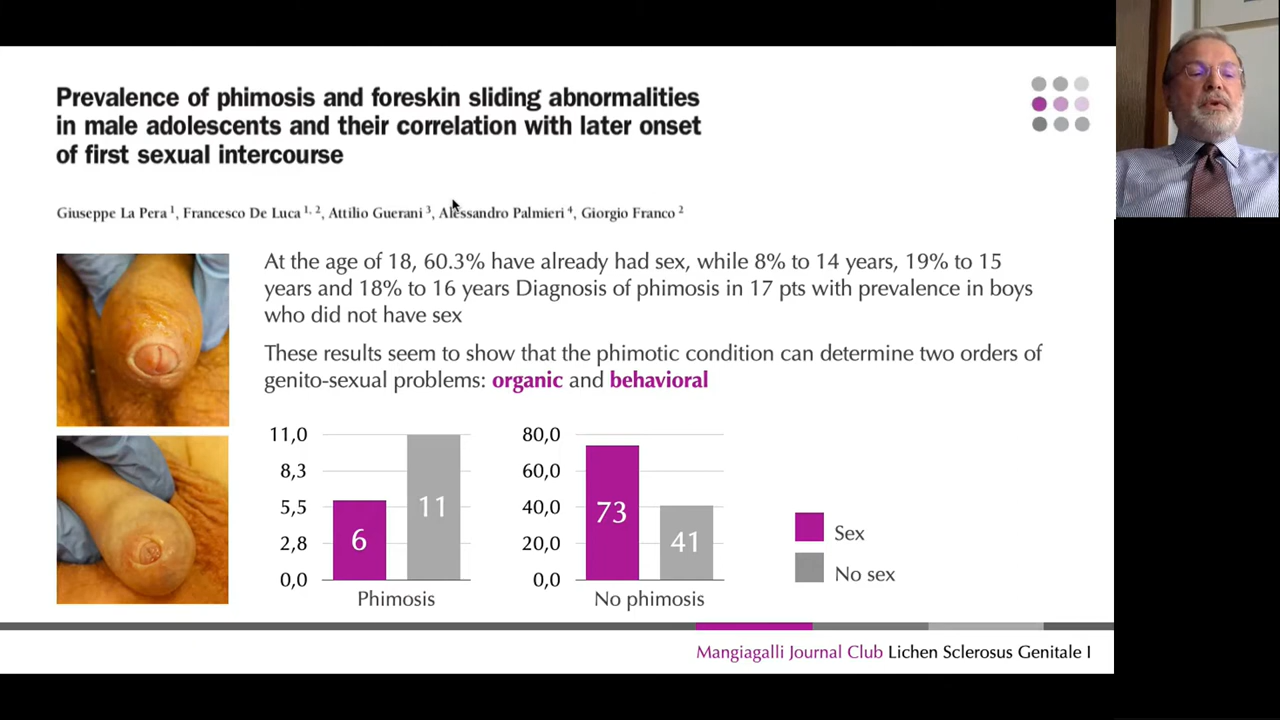 Prevalence of phimosis and foreskin sliding abnormalities
in male adolescents and their correlation with later onset
of first sexual intercourse
Giuseppe La Pera 1, Francesco De Luca 1, 2, Attilio Guerani 3, Alessandro Palmieri 4, Giorgio Franco 2
At the age of 18, 60.3% have already had sex, while 8% to 14 years, 19% to 15
years and 18% to 16 years Diagnosis of phimosis in 17 pts with prevalence in boys
who did not have sex
These results seem to show that the phimotic condition can determine two orders of
genito-sexual problems: organic and behavioral
11,0
8,3
5,5
2,8
0,0
6
11
Phimosis
80,0
60,0
40,0
20,0
0,0
73
41
No phimosis
Sex
No sex
Mangiagalli Journal Club Lichen Sclerosus Genitale I